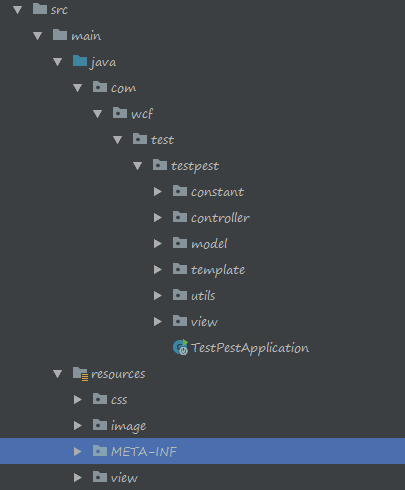 src
main
java
com
wcf
test
testpest
constant
controller
model
template
utils
view
TestPestApplication
resources
css
image
META-INF
view